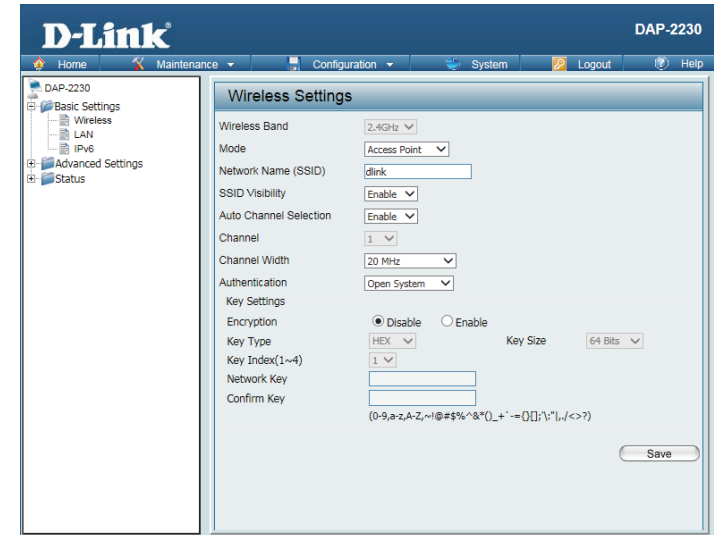 D-Link®
DAP-2230
Home Maintenance Configuration System Logout Help
DAP-2230
Basic Settings
Wireless
LAN
IPv6
Advanced Settings
Status
Wireless Settings
Wireless Band 2.4GHz
Mode Access Point
Network Name (SSID) dlink
SSID Visibility Enable
Auto Channel Selection Enable
Channel 1
Channel Width 20 MHz
Authentication Open System
Key Settings
Encryption Disable Enable
Key Type HEX Key Size 64 Bits
Key Index(1~4) 1
Network Key
Confirm Key
(0-9,a-z,A-Z,~!@#$%^&*()_+`-={}[];'\:"|,./<>?)
Save